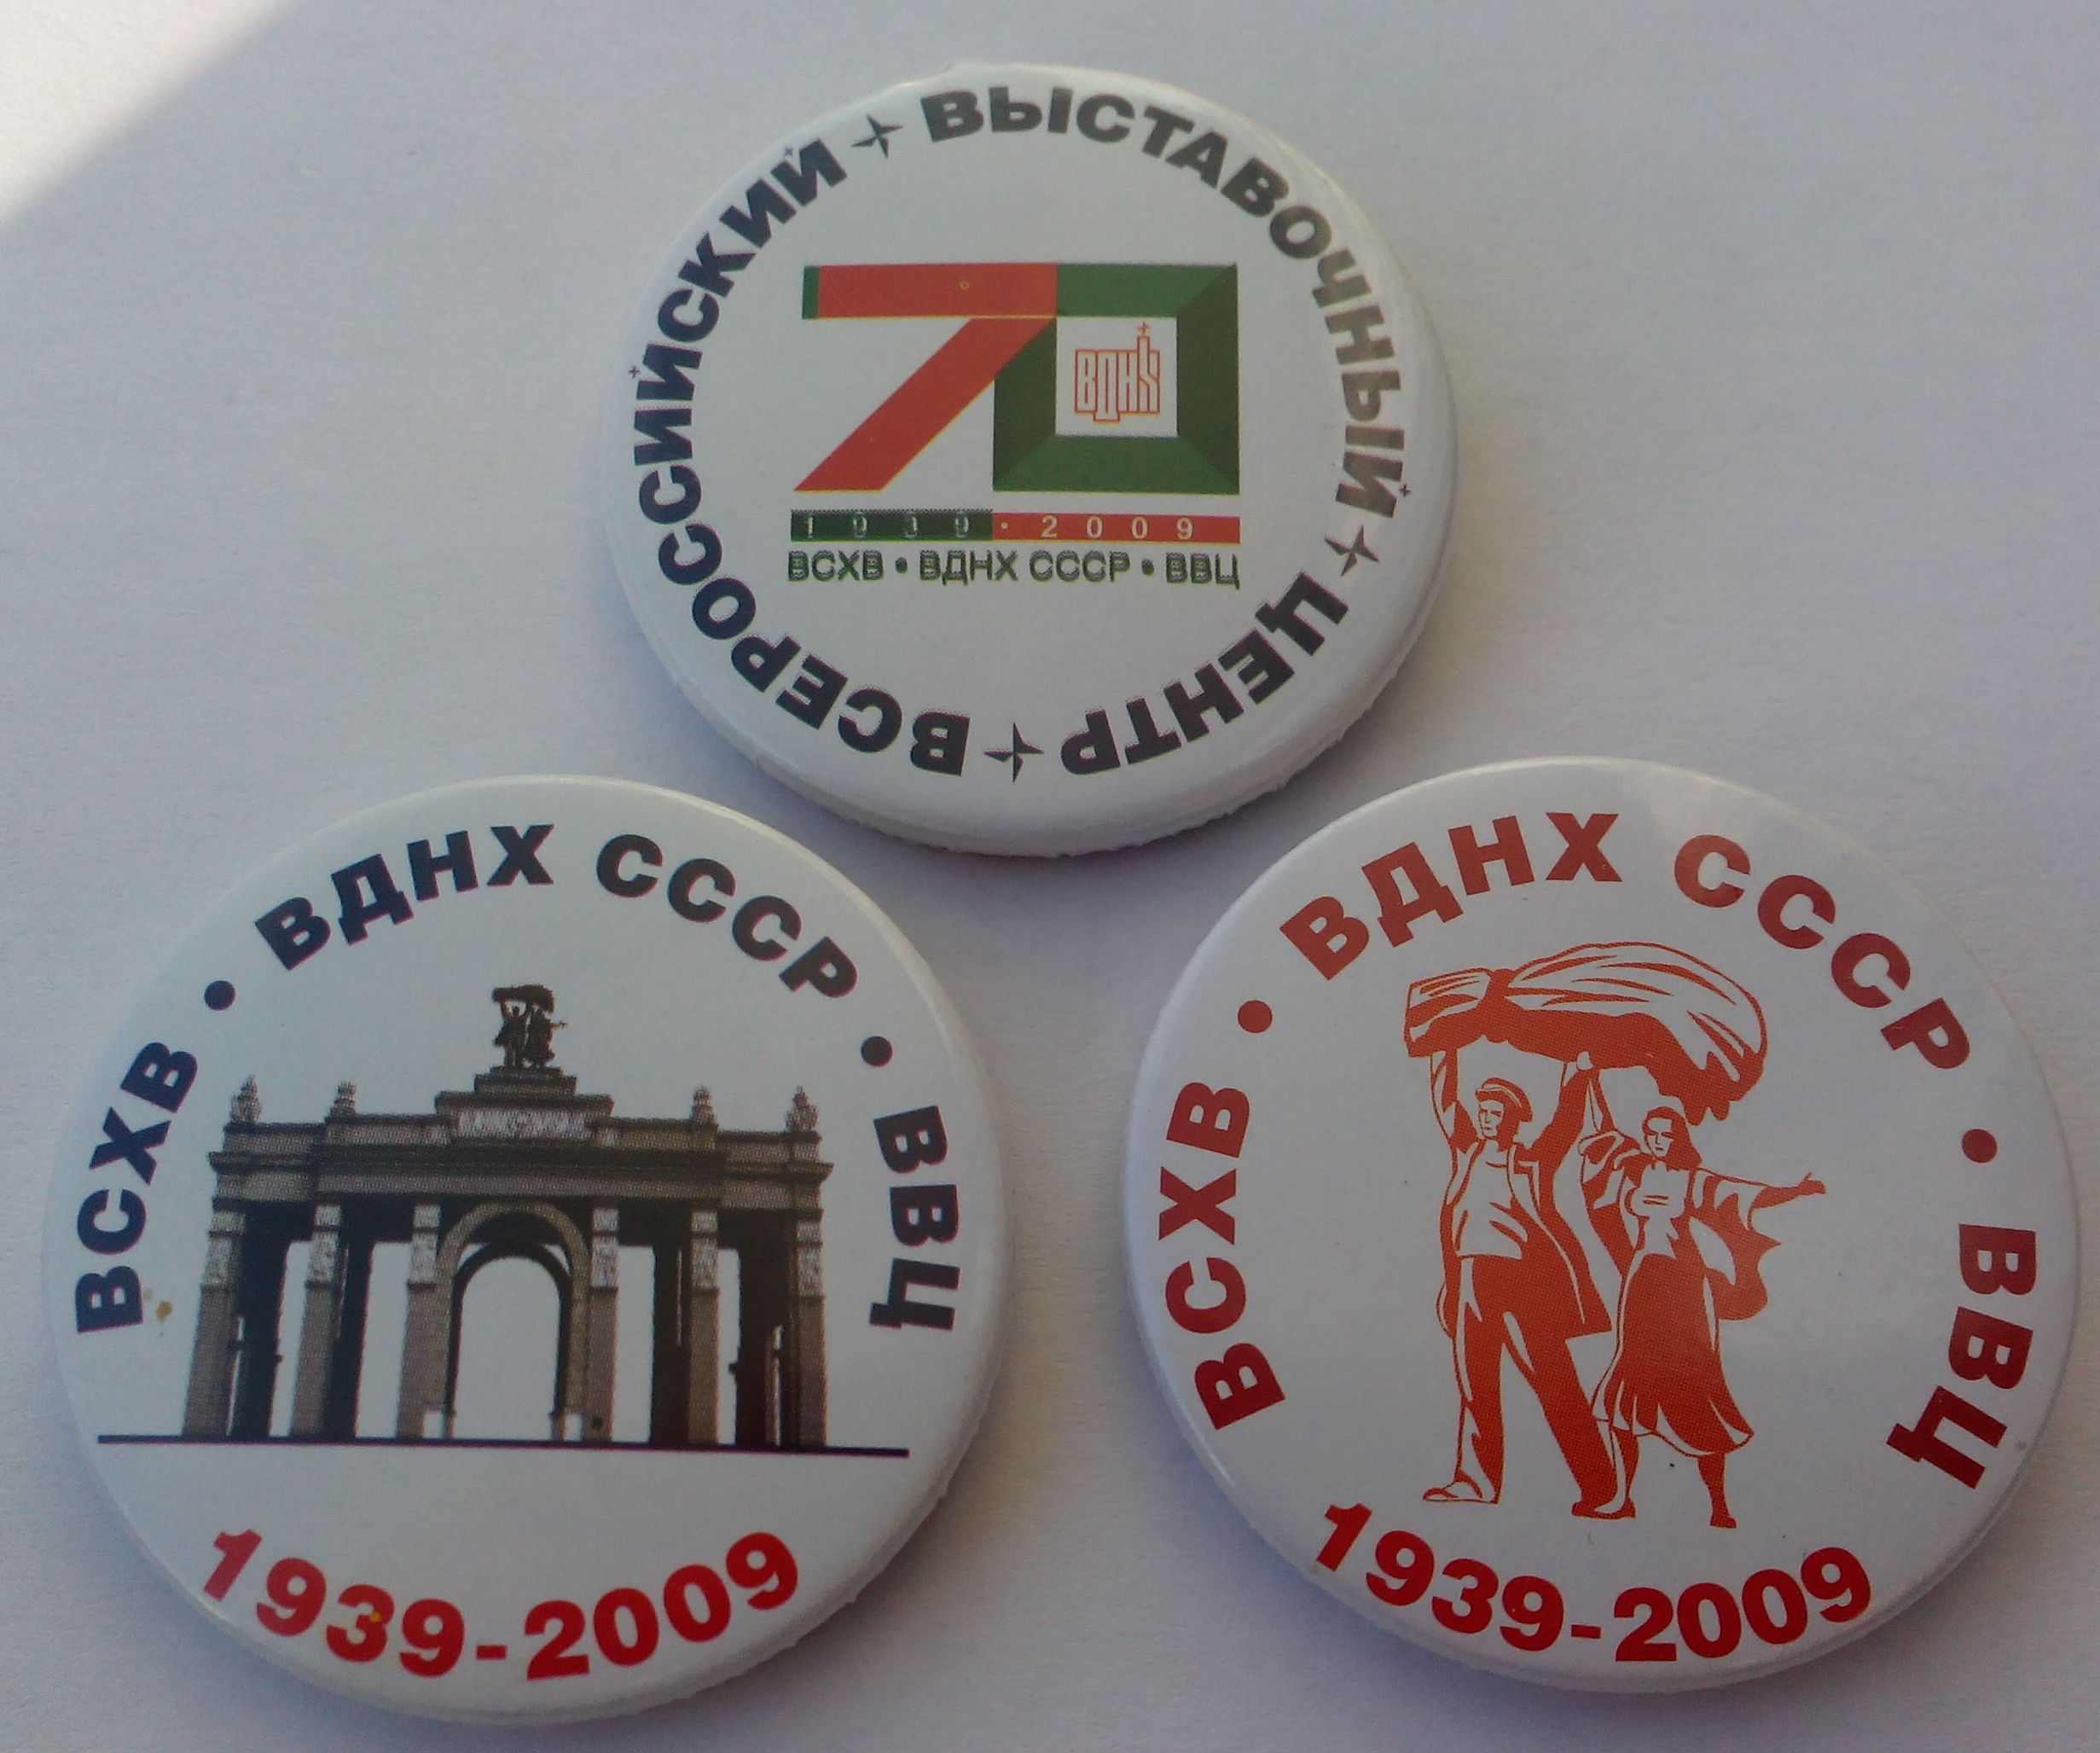 ВСЕРОССИЙСКИЙ ВЫСТАВОЧНЫЙ ЦЕНТР
70
ВДНХ
1939·2009
ВСХВ • ВДНХ СССР • ВВЦ
ВСХВ • ВДНХ СССР • ВВЦ
1939-2009
ВСХВ • ВДНХ СССР • ВВЦ
1939-2009